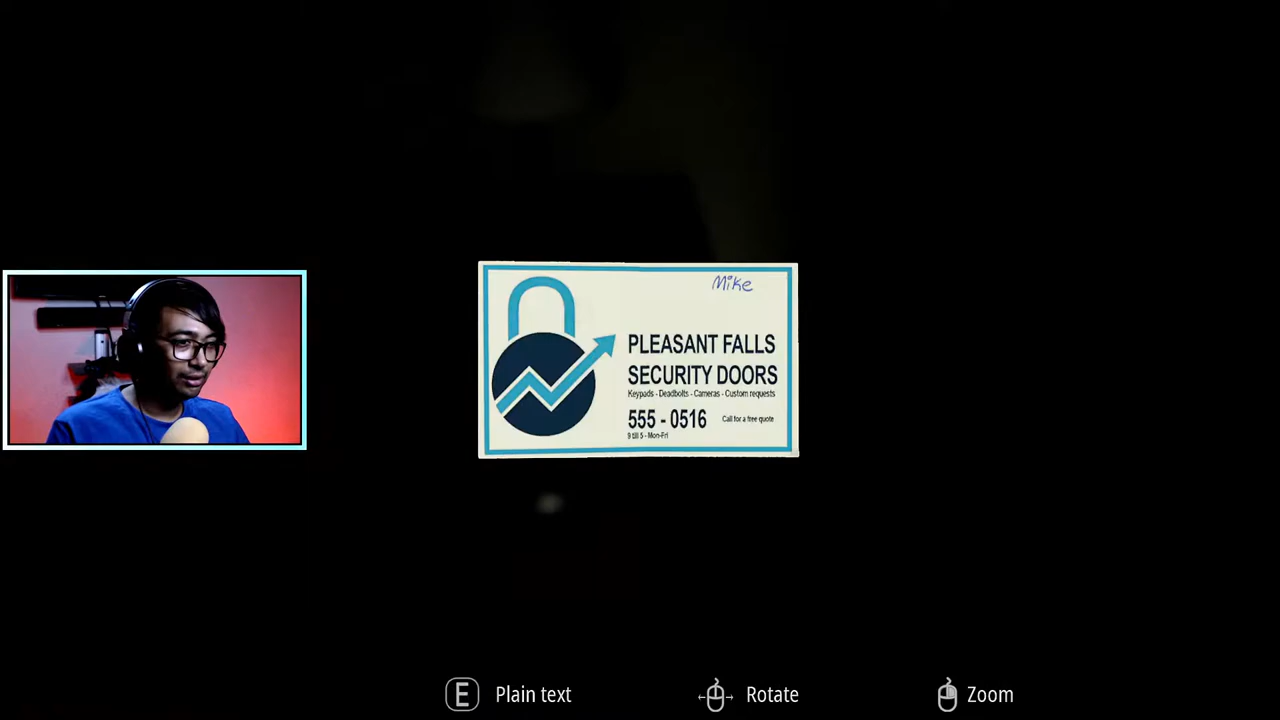 Mike
PLEASANT FALLS
SECURITY DOORS
Keypads - Deadbolts - Cameras - Custom requests
555 - 0516
Call for a free quote
9 till 5 - Mon-Fri
E Plain text
Rotate
Zoom